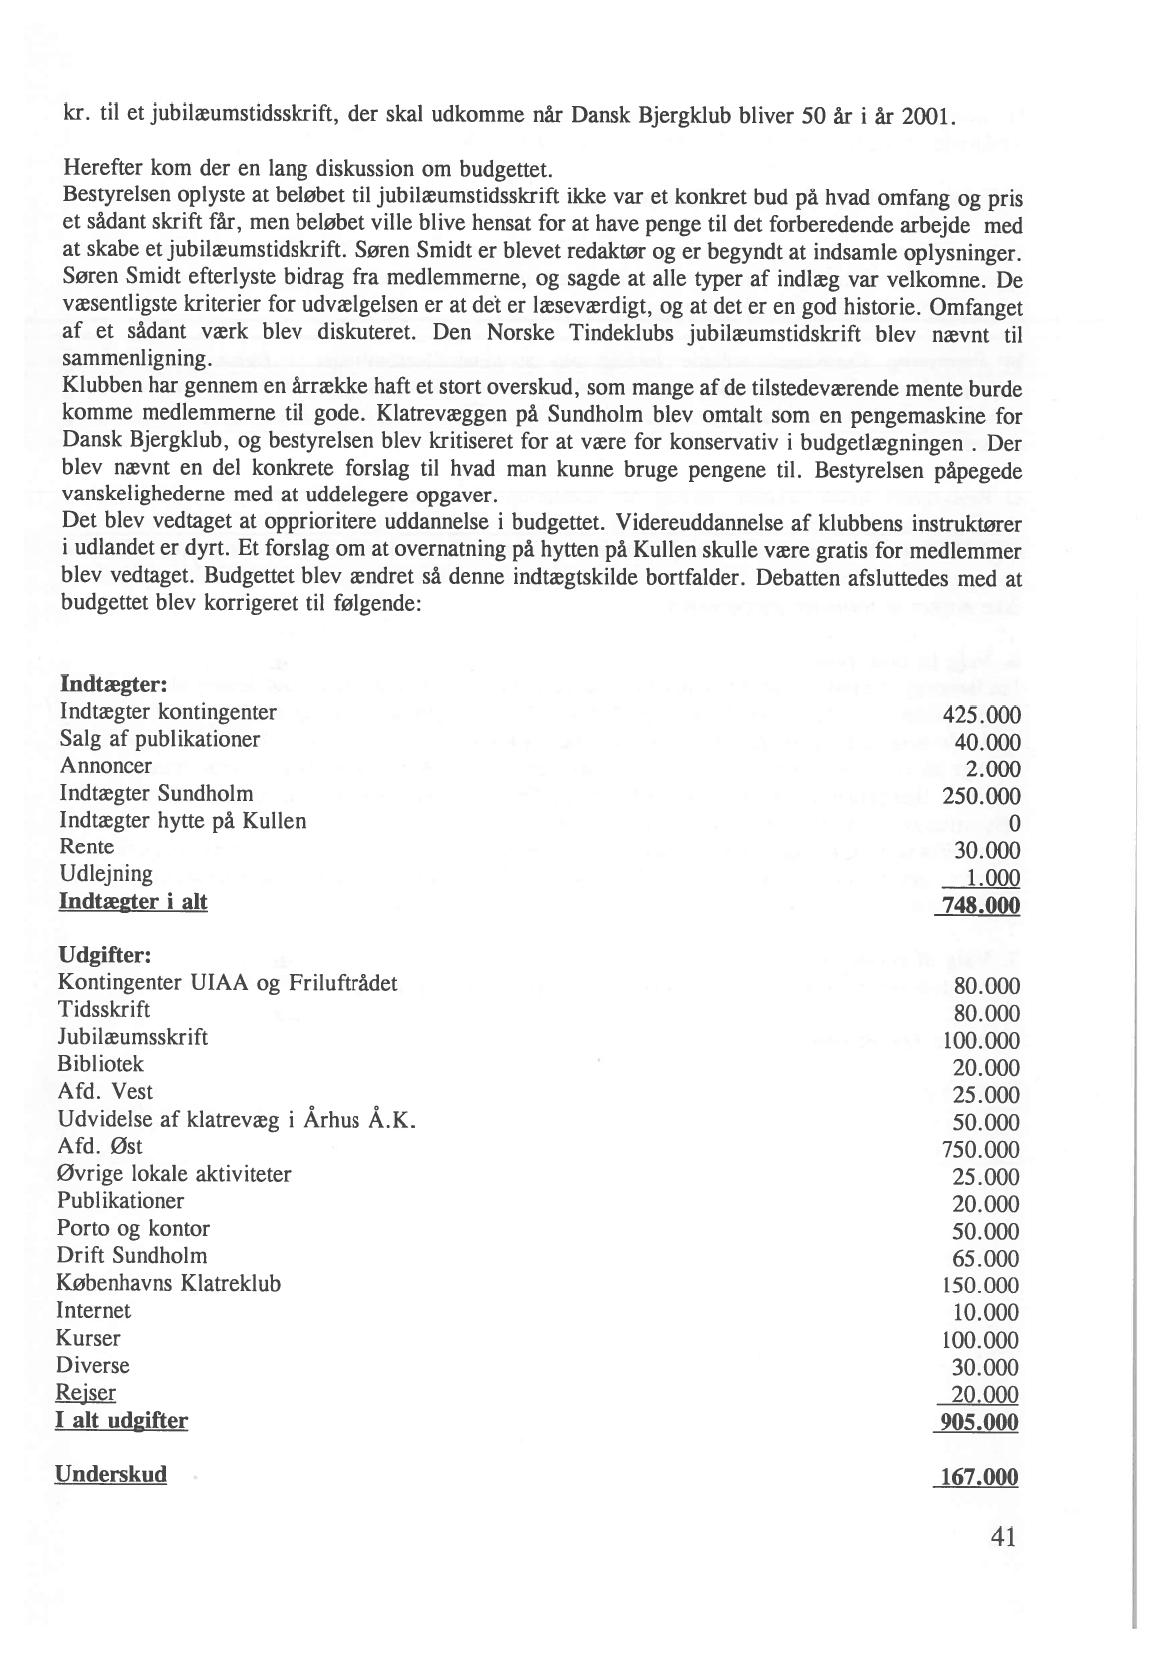 kr. til et jubilæumstidsskrift, der skal udkomme når Dansk Bjergklub bliver 50 år i år 2001.
Herefter kom der en lang diskussion om budgettet.
Bestyrelsen oplyste at beløbet til jubilæumstidsskrift ikke var et konkret bud på hvad omfang og pris
et sådant skrift får, men beløbet ville blive hensat for at have penge til det forberedende arbejde med
at skabe et jubilæumstidskrift. Søren Smidt er blevet redaktør og er begyndt at indsamle oplysninger.
Søren Smidt efterlyste bidrag fra medlemmerne, og sagde at alle typer af indlæg var velkomne. De
væsentligste kriterier for udvælgelsen er at det er læseværdigt, og at det er en god historie. Omfanget
af et sådant værk blev diskuteret. Den Norske Tindeklubs jubilæumstidskrift blev nævnt til
sammenligning.
Klubben har gennem en årrække haft et stort overskud, som mange af de tilstedeværende mente burde
komme medlemmerne til gode. Klatrevæggen på Sundholm blev omtalt som en pengemaskine for
Dansk Bjergklub, og bestyrelsen blev kritiseret for at være for konservativ i budgetlægningen . Der
blev nævnt en del konkrete forslag til hvad man kunne bruge pengene til. Bestyrelsen påpegede
vanskelighederne med at uddelegere opgaver.
Det blev vedtaget at opprioritere uddannelse i budgettet. Videreuddannelse af klubbens instruktører
i udlandet er dyrt. Et forslag om at overnatning på hytten på Kullen skulle være gratis for medlemmer
blev vedtaget. Budgettet blev ændret så denne indtægtskilde bortfalder. Debatten afsluttedes med at
budgettet blev korrigeret til følgende:
Indtægter:
Indtægter kontingenter 425.000
Salg af publikationer 40.000
Annoncer 2.000
Indtægter Sundholm 250.000
Indtægter hytte på Kullen 0
Rente 30.000
Udlejning 1.000
Indtægter i alt 748.000
Udgifter:
Kontingenter UIAA og Friluftrådet 80.000
Tidsskrift 80.000
Jubilæumsskrift 100.000
Bibliotek 20.000
Afd. Vest 25.000
Udvidelse af klatrevæg i Århus Å.K. 50.000
Afd. Øst 750.000
Øvrige lokale aktiviteter 25.000
Publikationer 20.000
Porto og kontor 50.000
Drift Sundholm 65.000
Københavns Klatreklub 150.000
Internet 10.000
Kurser 100.000
Diverse 30.000
Rejser 20.000
I alt udgifter 905.000
Underskud 167.000
41